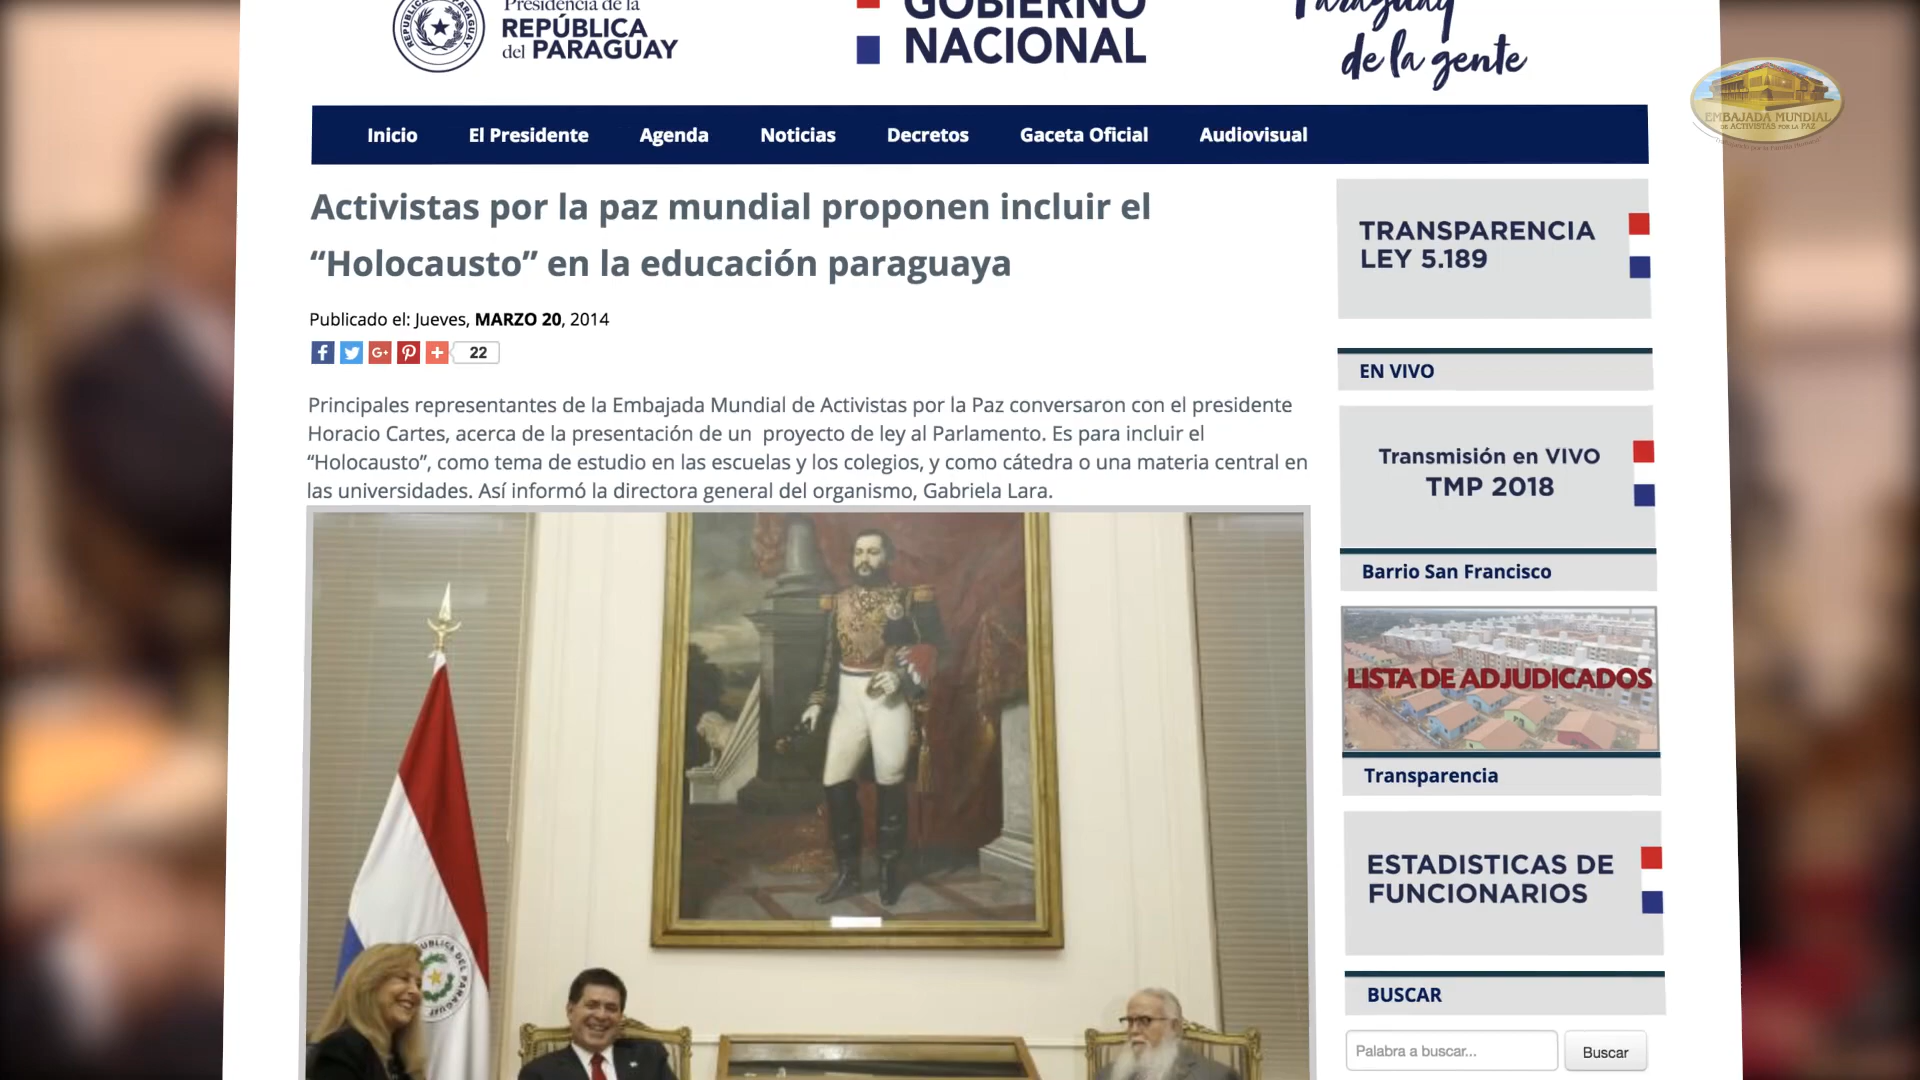 Presidencia de la
REPÚBLICA
del PARAGUAY
GOBIERNO
NACIONAL
Paraguay
de la gente
EMBAJADA MUNDIAL
DE ACTIVISTAS POR LA PAZ
Inicio El Presidente Agenda Noticias Decretos Gaceta Oficial Audiovisual
Activistas por la paz mundial proponen incluir el
“Holocausto” en la educación paraguaya
Publicado el: Jueves, MARZO 20, 2014
22
Principales representantes de la Embajada Mundial de Activistas por la Paz conversaron con el presidente
Horacio Cartes, acerca de la presentación de un proyecto de ley al Parlamento. Es para incluir el
“Holocausto”, como tema de estudio en las escuelas y los colegios, y como cátedra o una materia central en
las universidades. Así informó la directora general del organismo, Gabriela Lara.
TRANSPARENCIA
LEY 5.189
EN VIVO
Transmisión en VIVO
TMP 2018
Barrio San Francisco
LISTA DE ADJUDICADOS
Transparencia
ESTADISTICAS DE
FUNCIONARIOS
BUSCAR
Palabra a buscar...
Buscar